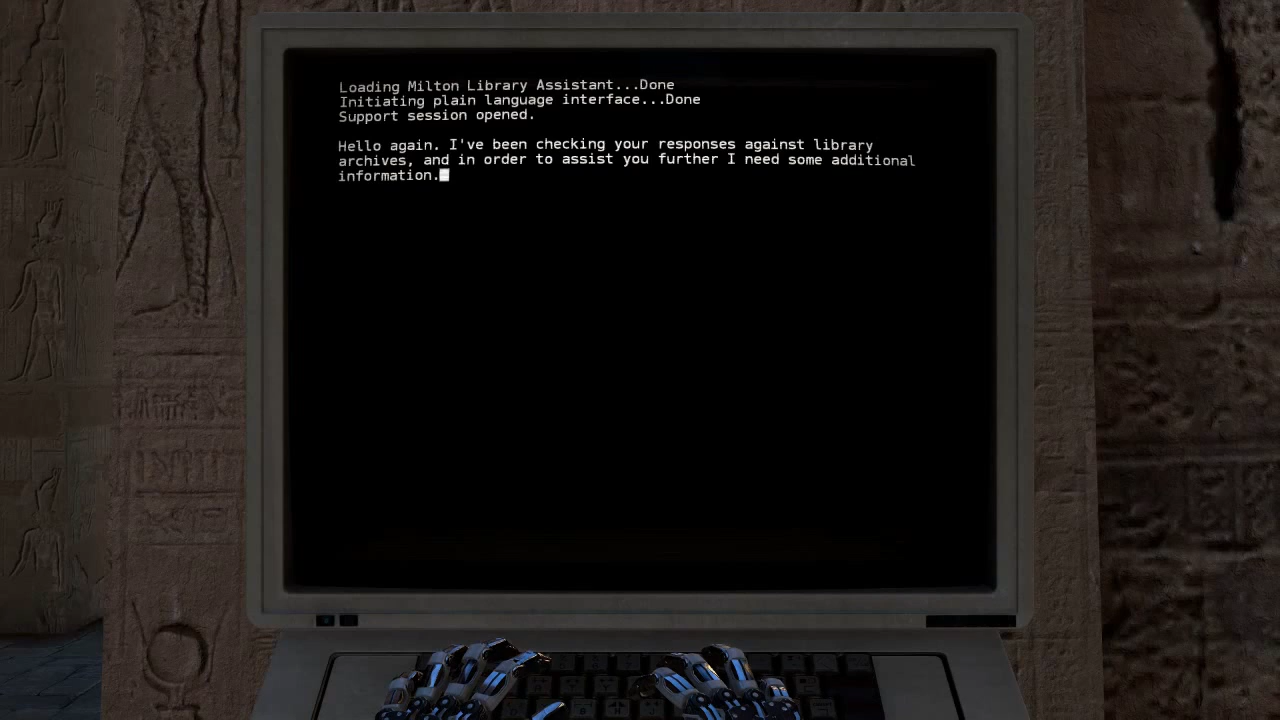 Loading Milton Library Assistant...Done
Initiating plain language interface...Done
Support session opened.
Hello again. I've been checking your responses against library
archives, and in order to assist you further I need some additional
information.